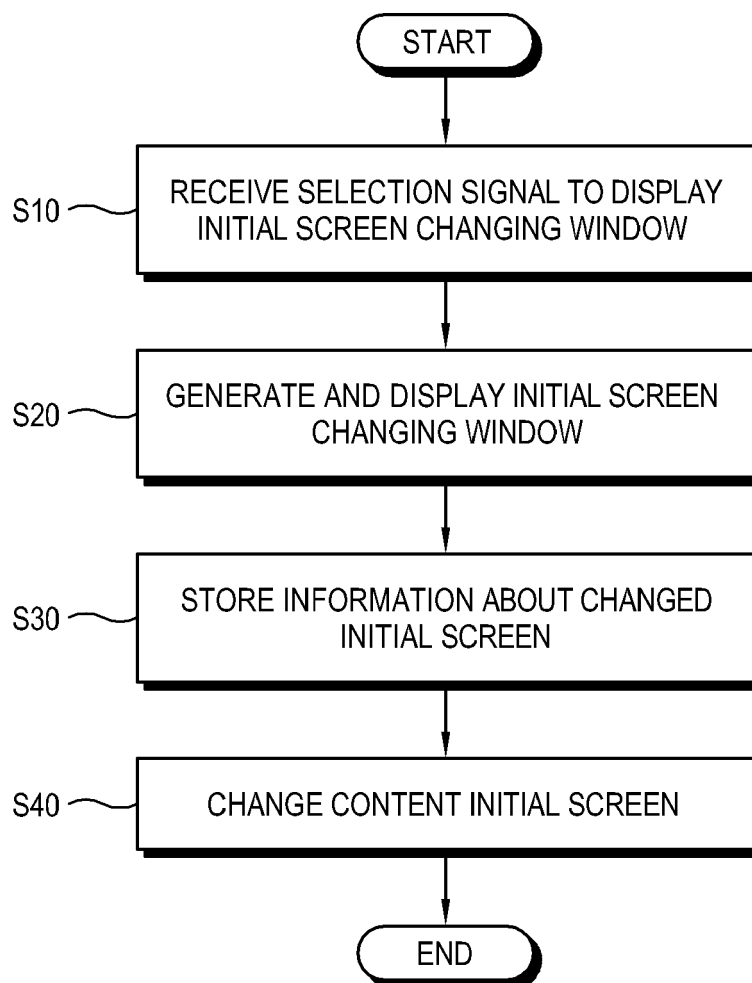 START
S10
RECEIVE SELECTION SIGNAL TO DISPLAY
INITIAL SCREEN CHANGING WINDOW
S20
GENERATE AND DISPLAY INITIAL SCREEN
CHANGING WINDOW
S30
STORE INFORMATION ABOUT CHANGED
INITIAL SCREEN
S40
CHANGE CONTENT INITIAL SCREEN
END